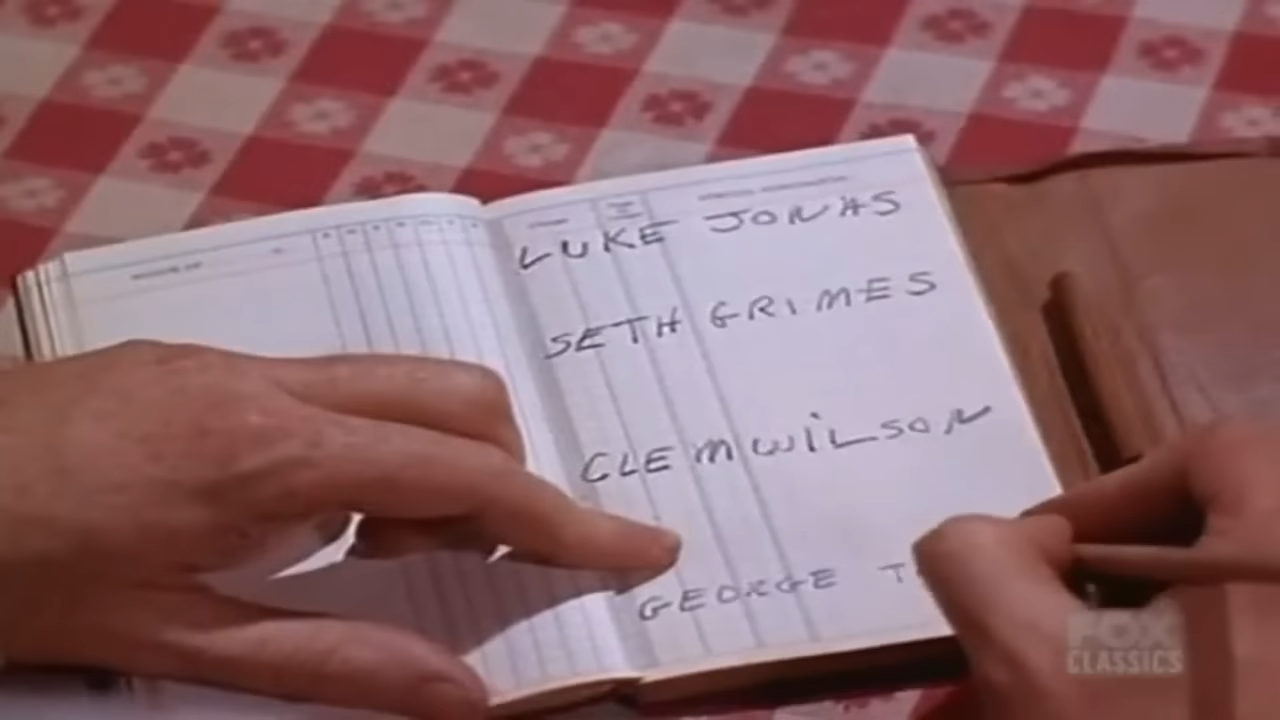 LUKE JONAS
SETH GRIMES
CLEM WiLSON
GEORGE T
FOX
CLASSICS